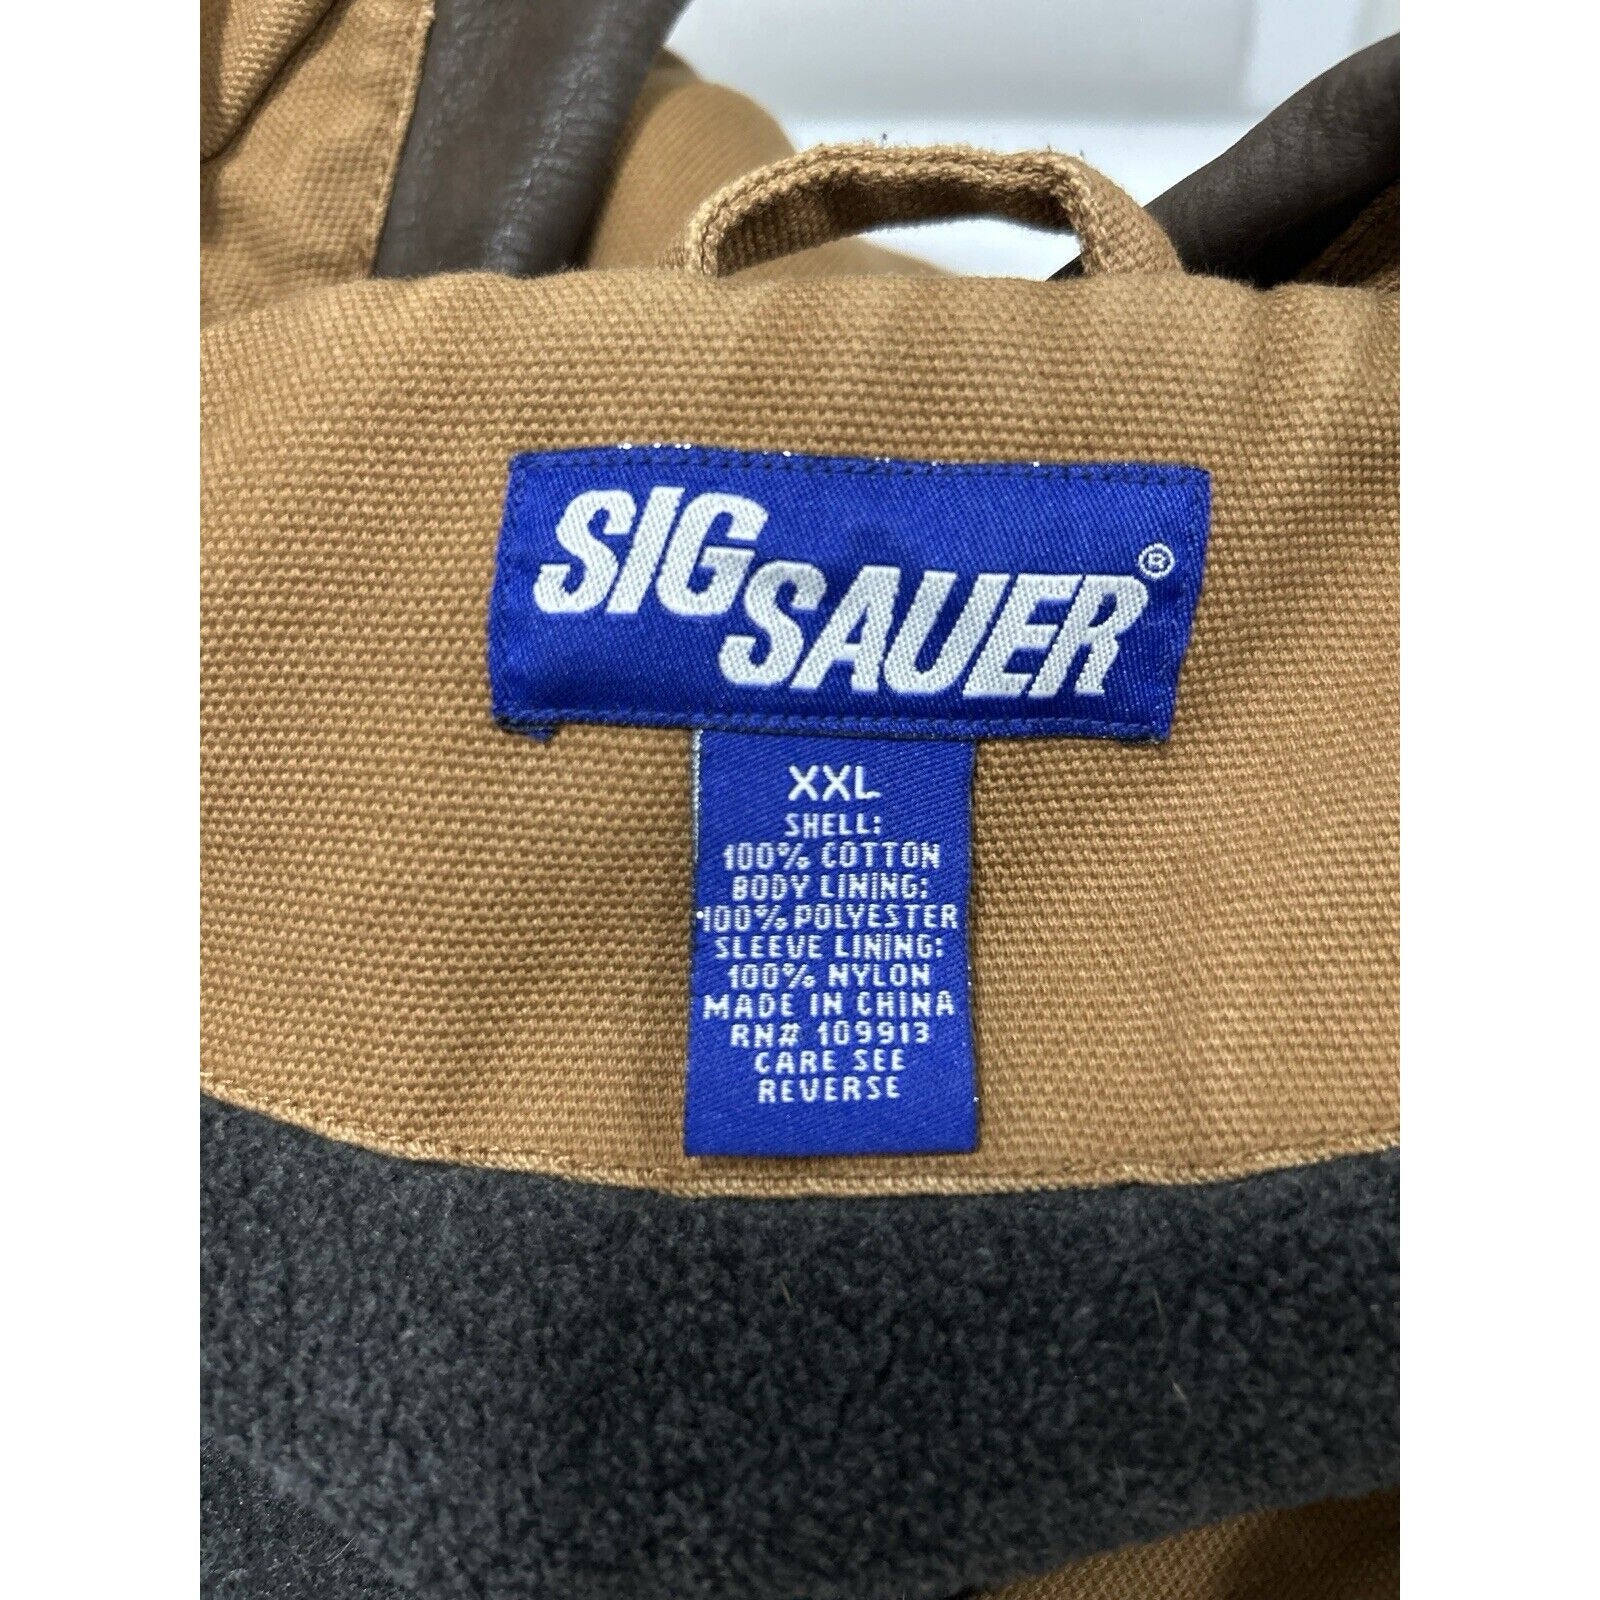 SIG
SAUER®
XXL
SHELL:
100% COTTON
BODY LINING:
100% POLYESTER
SLEEVE LINING:
100% NYLON
MADE IN CHINA
RN# 109913
CARE SEE
REVERSE